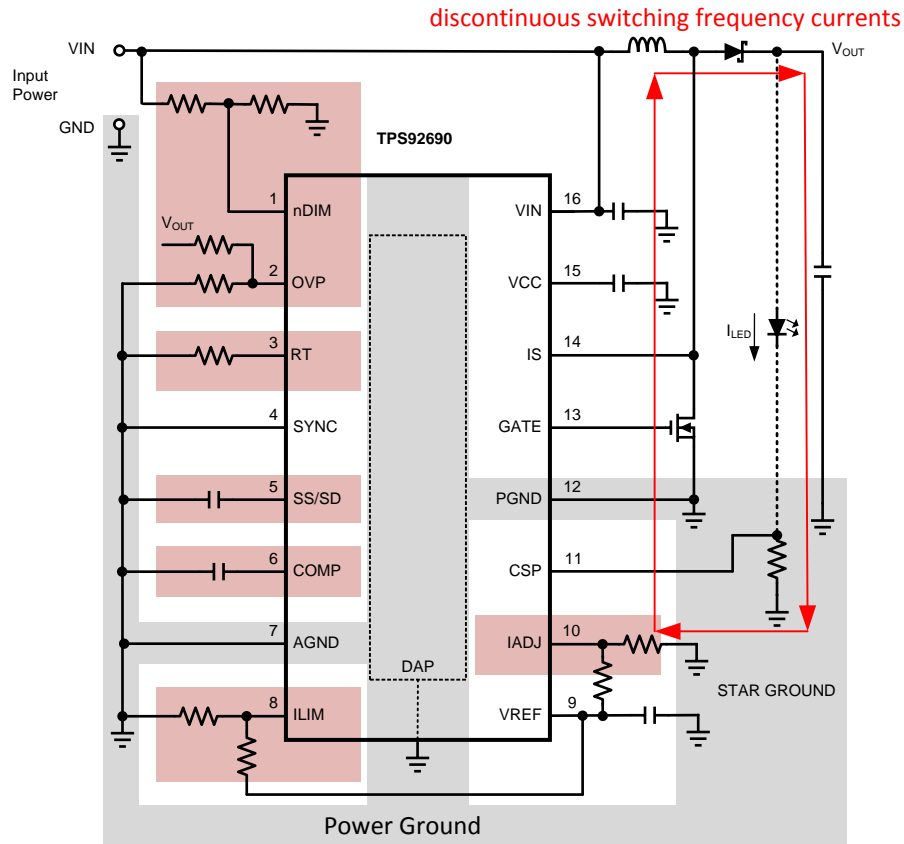 discontinuous switching frequency currents
VIN
VOUT
Input
Power
GND
TPS92690
1
nDIM
VIN
16
VOUT
2
OVP
VCC
15
3
RT
IS
14
ILED
4
SYNC
GATE
13
5
SS/SD
PGND
12
6
COMP
CSP
11
7
AGND
IADJ
10
DAP
STAR GROUND
8
ILIM
VREF
9
Power Ground